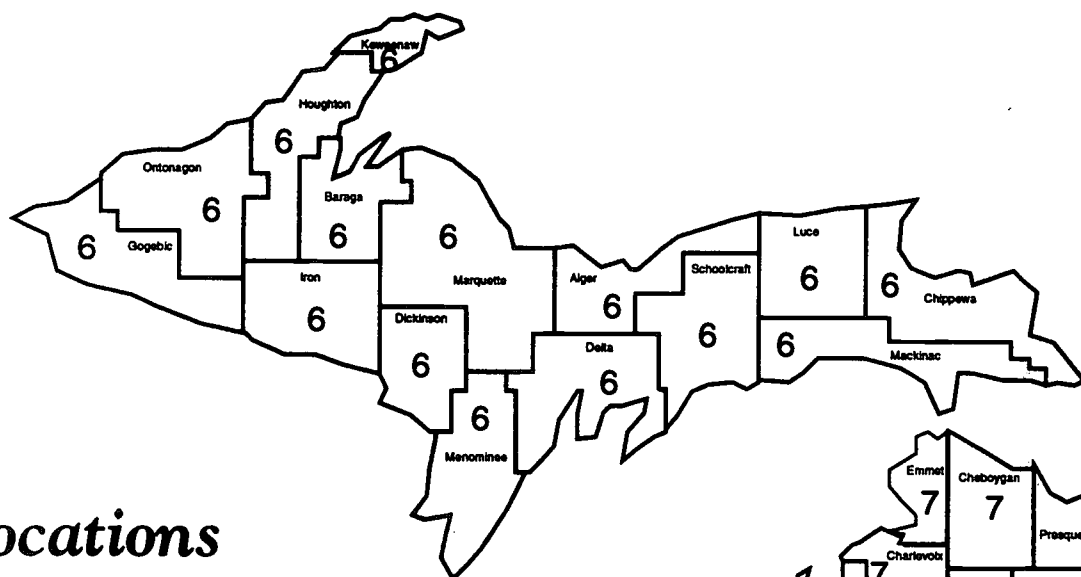 Keweenaw
6
Houghton
6
Ontonagon
6
Baraga
6
6
Gogebic
6
Marquette
Iron
6
Alger
6
Schoolcraft
6
Luce
6
6
Chippewa
Dickinson
6
Delta
6
6
Mackinac
6
Menominee
Emmet
7
Cheboygan
7
Presque
Charlevoix
7
ocations